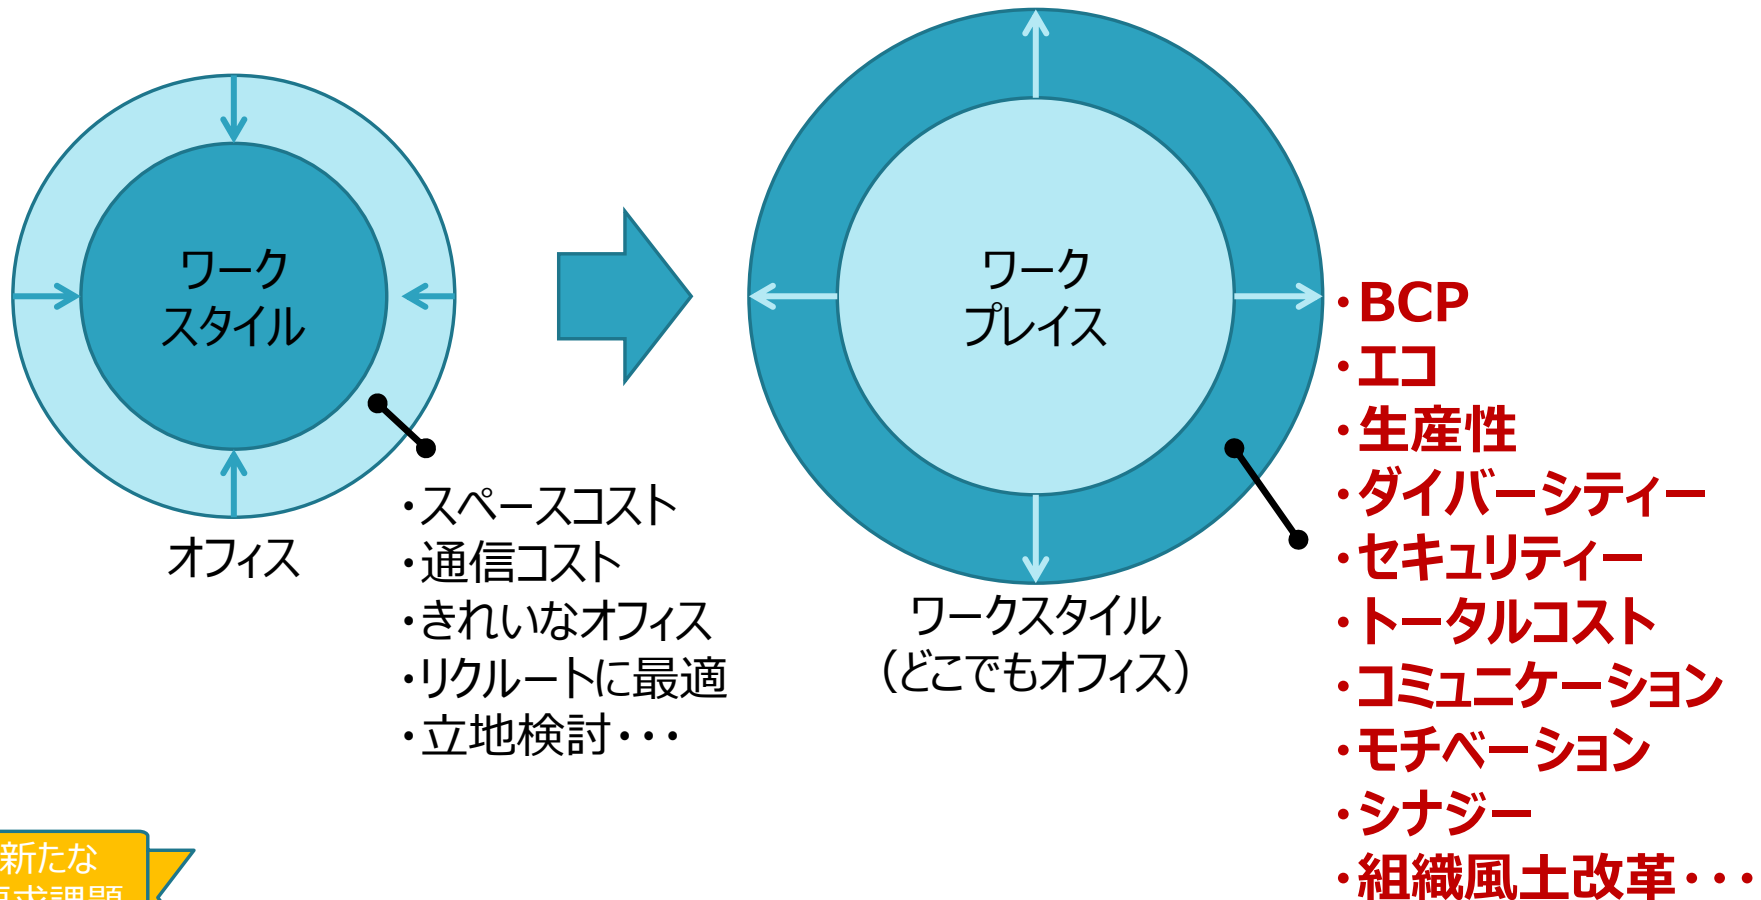 ワーク
スタイル
オフィス
・スペースコスト
・通信コスト
・きれいなオフィス
・リクルートに最適
・立地検討・・・
ワーク
プレイス
ワークスタイル
（どこでもオフィス）
・BCP
・エコ
・生産性
・ダイバーシティー
・セキュリティー
・トータルコスト
・コミュニケーション
・モチベーション
・シナジー
・組織風土改革・・・
新たな
要求課題